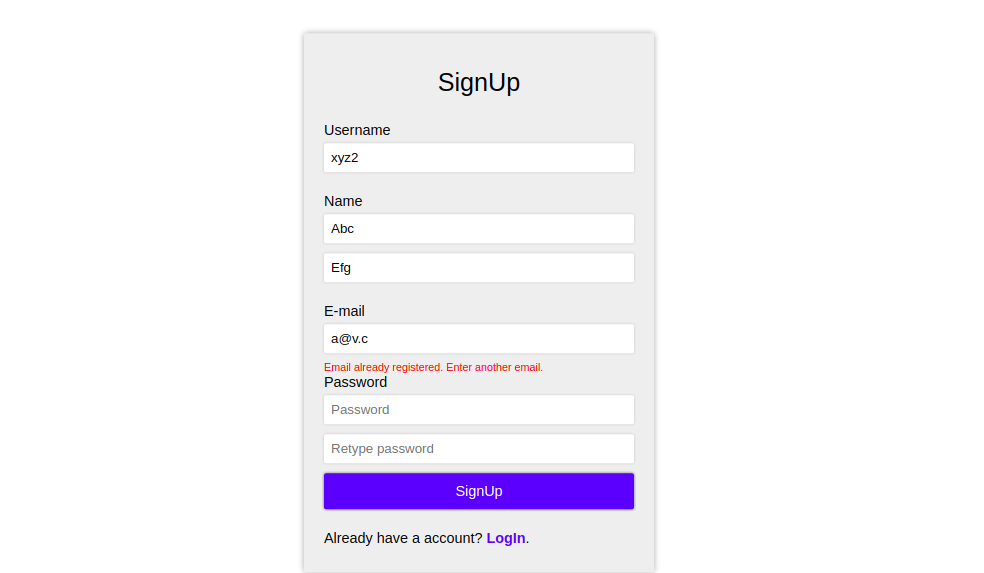 SignUp
Username
xyz2
Name
Abc
Efg
E-mail
a@v.c
Email already registered. Enter another email.
Password
Password
Retype password
SignUp
Already have a account? LogIn.